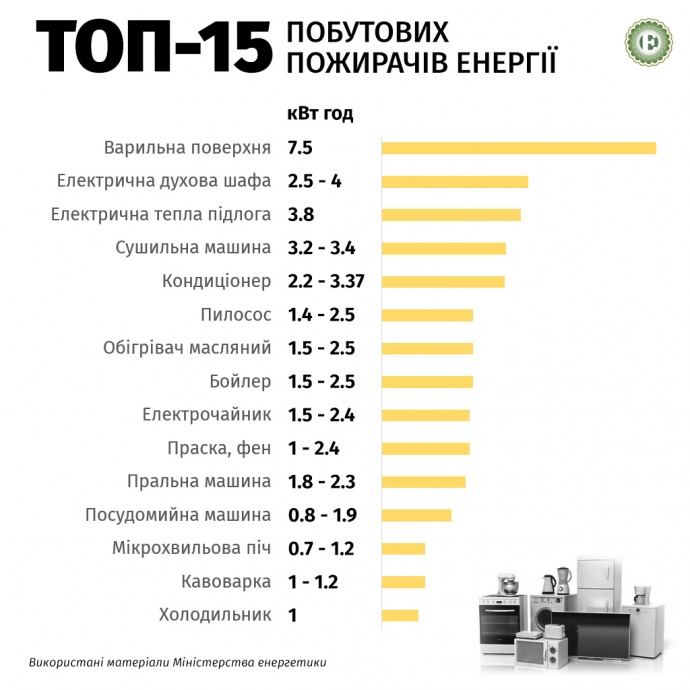 ТОП-15 ПОБУТОВИХ
ПОЖИРАЧІВ ЕНЕРГІЇ
кВт год
Варильна поверхня 7.5
Електрична духова шафа 2.5 - 4
Електрична тепла підлога 3.8
Сушильна машина 3.2 - 3.4
Кондиціонер 2.2 - 3.37
Пилосос 1.4 - 2.5
Обігрівач масляний 1.5 - 2.5
Бойлер 1.5 - 2.5
Електрочайник 1.5 - 2.4
Праска, фен 1 - 2.4
Пральна машина 1.8 - 2.3
Посудомийна машина 0.8 - 1.9
Мікрохвильова піч 0.7 - 1.2
Кавоварка 1 - 1.2
Холодильник 1
Використані матеріали Міністерства енергетики